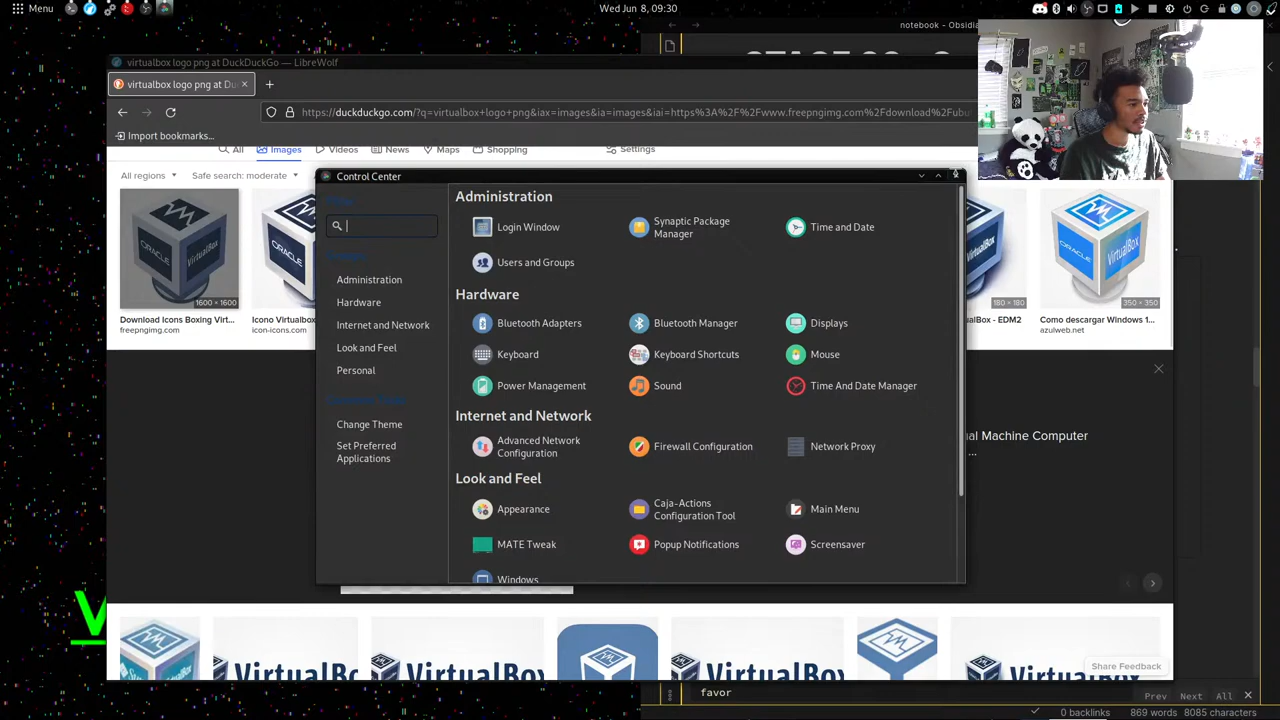 Menu
Wed Jun 8, 09:30
notebook - Obsidia
virtualbox logo png at DuckDuckGo — LibreWolf
virtualbox logo png at Du
https://duckduckgo.com/?q=virtualbox+logo+png&iax=images&ia=images&iai=https%3A%2F%2Fwww.freepngimg.com%2Fdownload%2Fu
Import bookmarks...
All
Images
Videos
News
Maps
Shopping
Settings
All regions
Safe search: moderate
1600 × 1600
Download Icons Boxing Virt...
freepngimg.com
Icono Virtualbox
icon-icons.com
180 × 180
- EDM2
350 × 350
Como descargar Windows 1...
azulweb.net
ORACLE
VirtualBox
Control Center
Administration
Hardware
Internet and Network
Look and Feel
Personal
Change Theme
Set Preferred
Applications
Administration
Login Window
Synaptic Package
Manager
Time and Date
Users and Groups
Hardware
Bluetooth Adapters
Bluetooth Manager
Displays
Keyboard
Keyboard Shortcuts
Mouse
Power Management
Sound
Time And Date Manager
Internet and Network
Advanced Network
Configuration
Firewall Configuration
Network Proxy
Look and Feel
Appearance
Caja-Actions
Configuration Tool
Main Menu
MATE Tweak
Popup Notifications
Screensaver
Windows
al Machine Computer
...
VirtualBo
VirtualBox
VirtualBox
Share Feedback
favor
Prev
Next
All
0 backlinks
869 words
8085 characters